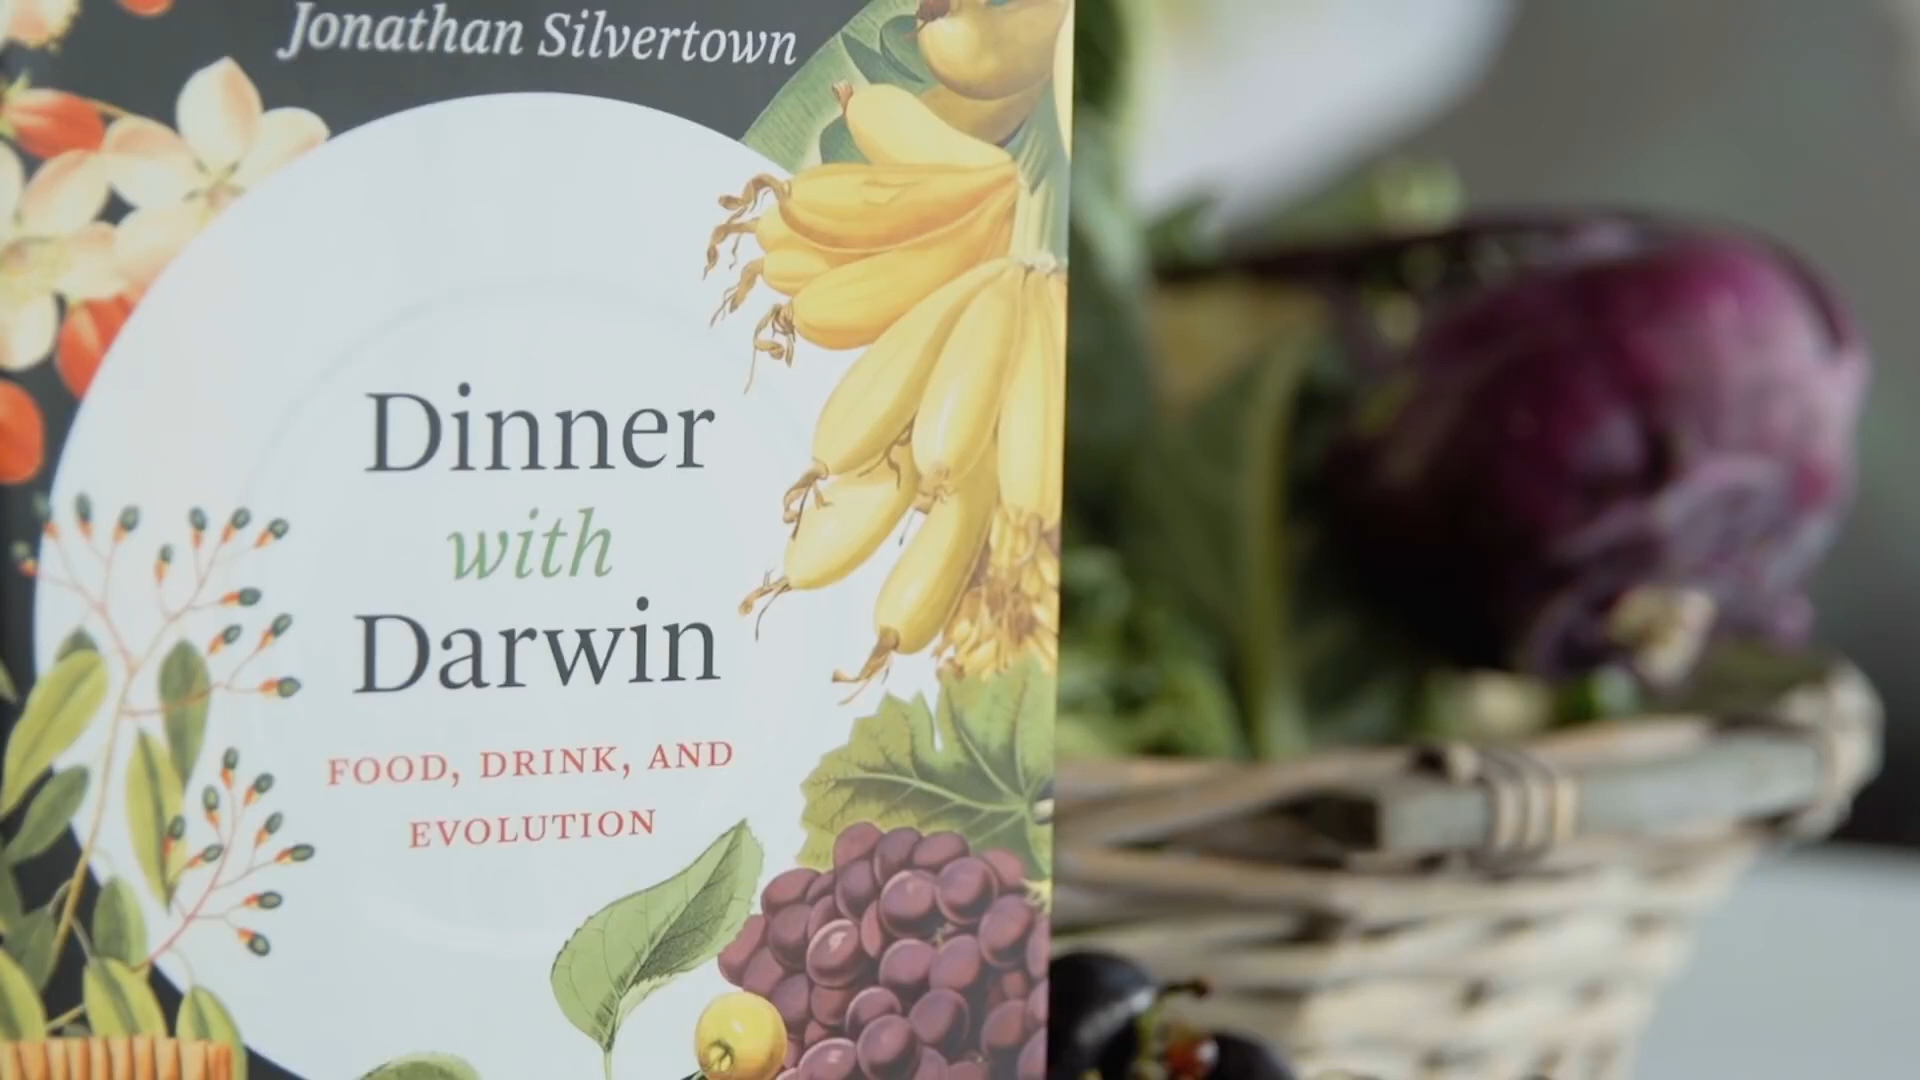 Jonathan Silvertown
Dinner
with
Darwin
FOOD, DRINK, AND
EVOLUTION